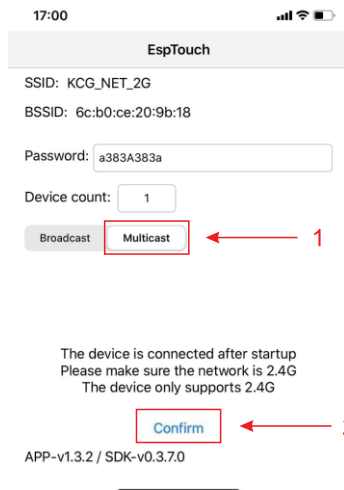 17:00
EspTouch
SSID: KCG_NET_2G
BSSID: 6c:b0:ce:20:9b:18
Password: a383A383a
Device count: 1
Broadcast Multicast 1
The device is connected after startup
Please make sure the network is 2.4G
The device only supports 2.4G
Confirm
APP-v1.3.2 / SDK-v0.3.7.0